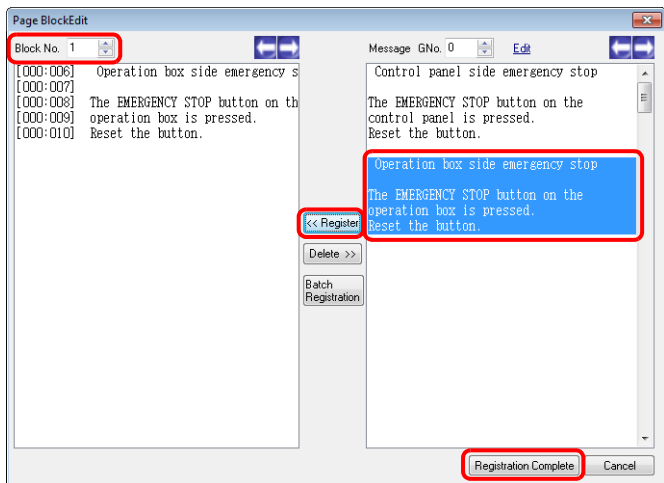 Page BlockEdit
Block No. 1
Message GNo. 0 Edit
[000:006] Operation box side emergency s
[000:007]
[000:008] The EMERGENCY STOP button on th
[000:009] operation box is pressed.
[000:010] Reset the button.
<< Register
Delete >>
Batch
Registration
Control panel side emergency stop
The EMERGENCY STOP button on the
control panel is pressed.
Reset the button.
Operation box side emergency stop
The EMERGENCY STOP button on the
operation box is pressed.
Reset the button.
Registration Complete
Cancel